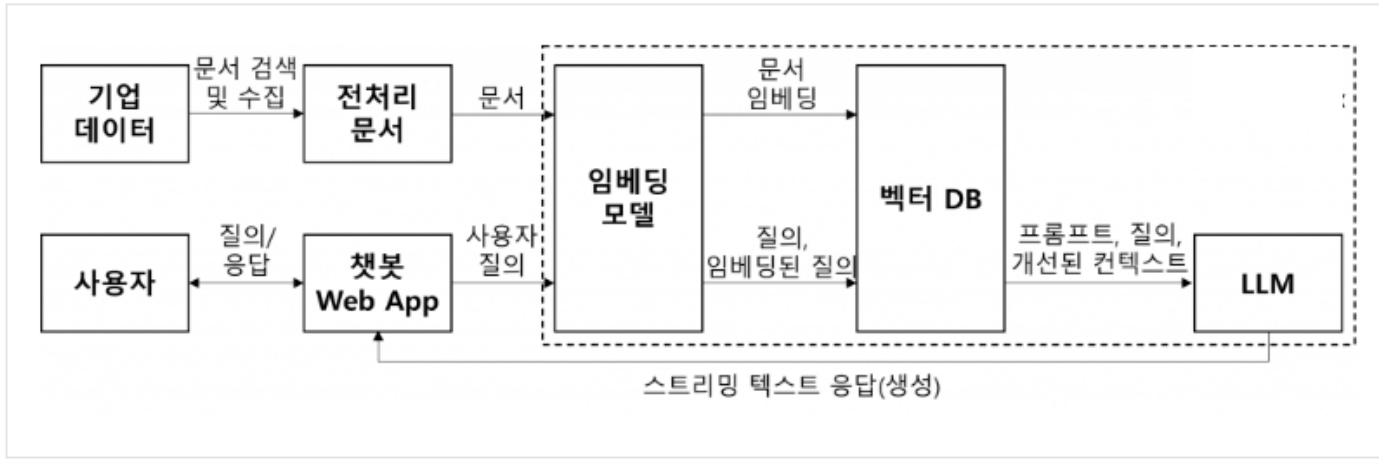 기업
데이터
문서 검색
및 수집
전처리
문서
문서
임베딩
모델
문서
임베딩
벡터 DB
사용자
질의/
응답
챗봇
Web App
사용자
질의
질의,
임베딩된 질의
프롬프트, 질의,
개선된 컨텍스트
LLM
스트리밍 텍스트 응답(생성)